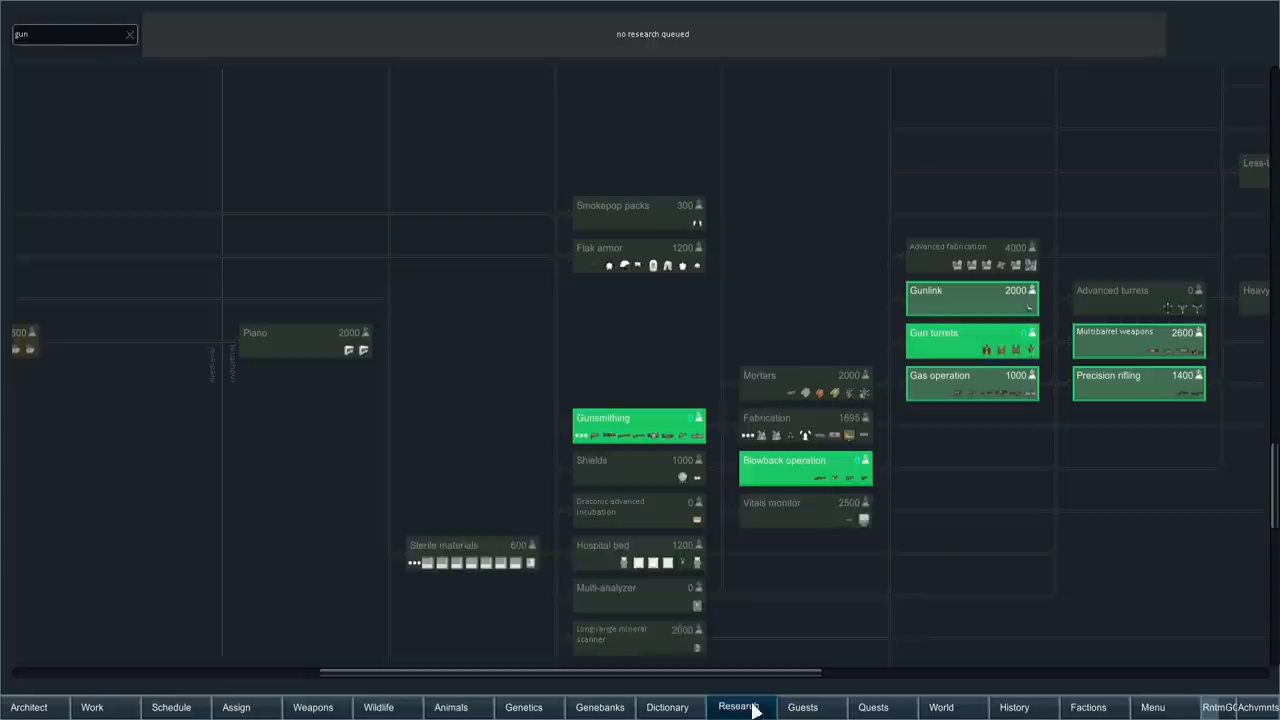 gun
no research queued
Less-L
Smokepop packs 300
Flak armor 1200
Advanced fabrication 4000
Gunlink 2000
Advanced turrets 0
Heavy
600
Piano 2000
Gun turrets 0
Multibarrel weapons 2600
Mortars 2000
Gas operation 1000
Precision rifling 1400
Gunsmithing 0
Fabrication 1695
Shields 1000
Blowback operation 0
Draconic advanced 0
incubation
Vitals monitor 2500
Sterile materials 600
Hospital bed 1200
Multi-analyzer 0
Long-range mineral 2000
scanner
Architect Work Schedule Assign Weapons Wildlife Animals Genetics Genebanks Dictionary Research Guests Quests World History Factions Menu RntmGC Achvmnts